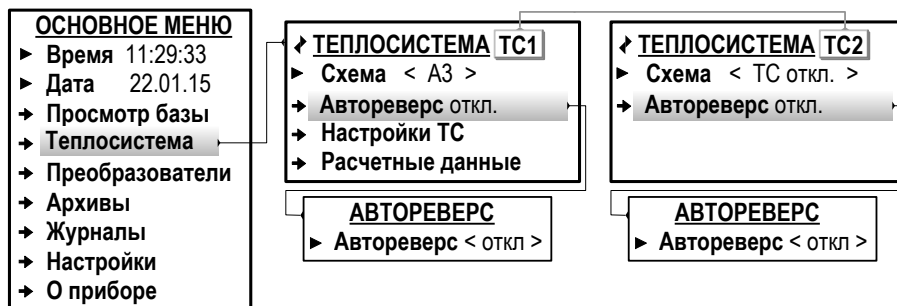 ОСНОВНОЕ МЕНЮ
Время 11:29:33
Дата 22.01.15
Просмотр базы
Теплосистема
Преобразователи
Архивы
Журналы
Настройки
О приборе
ТЕПЛОСИСТЕМА ТС1
Схема < А3 >
Автореверс откл.
Настройки ТС
Расчетные данные
АВТОРЕВЕРС
Автореверс < откл >
ТЕПЛОСИСТЕМА ТС2
Схема < ТС откл. >
Автореверс откл.
АВТОРЕВЕРС
Автореверс < откл >